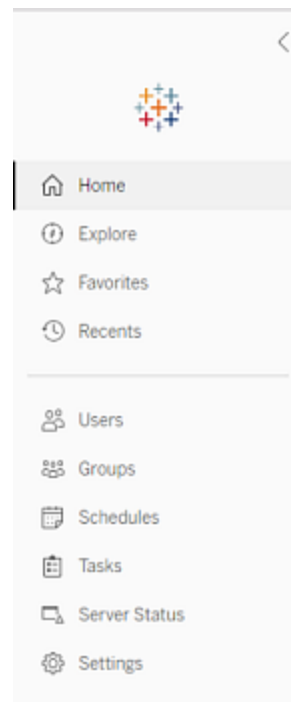 Home
Explore
Favorites
Recents
Users
Groups
Schedules
Tasks
Server Status
Settings